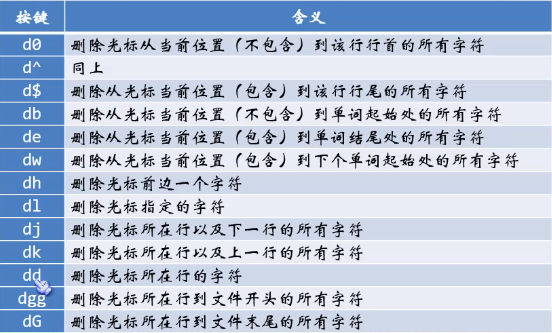 按键 含义
d0 删除光标从当前位置（不包含）到该行行首的所有字符
d^ 同上
d$ 删除从光标当前位置（包含）到该行行尾的所有字符
db 删除从光标当前位置（不包含）到单词起始处的所有字符
de 删除从光标当前位置（包含）到单词结尾处的所有字符
dw 删除从光标当前位置（包含）到下个单词起始处的所有字符
dh 删除光标前边一个字符
dl 删除光标指定的字符
dj 删除光标所在行以及下一行的所有字符
dk 删除光标所在行以及上一行的所有字符
dd 删除光标所在行的字符
dgg 删除光标所在行到文件开头的所有字符
dG 删除光标所在行到文件末尾的所有字符